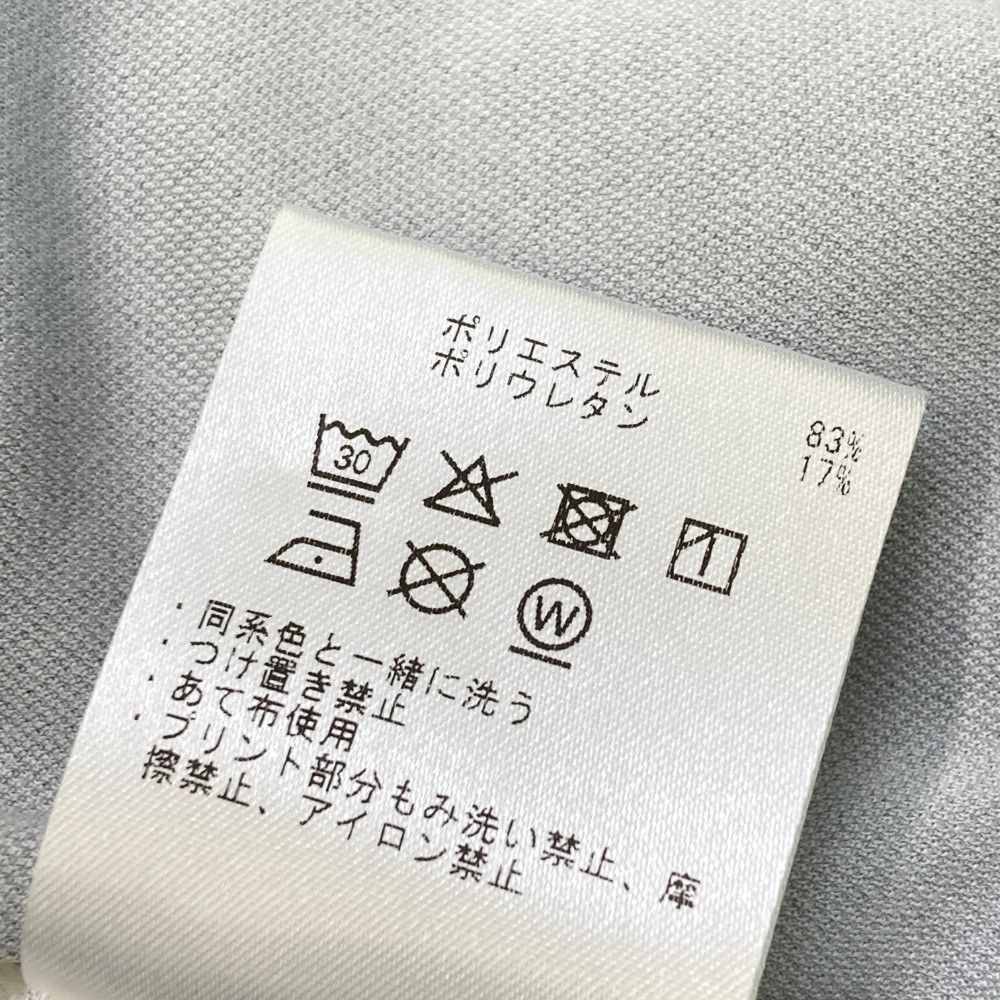 ポリエステル 83%
ポリウレタン 17%
30
W
・同系色と一緒に洗う
・つけ置き禁止
・あて布使用
・プリント部分もみ洗い禁止、摩
擦禁止、アイロン禁止